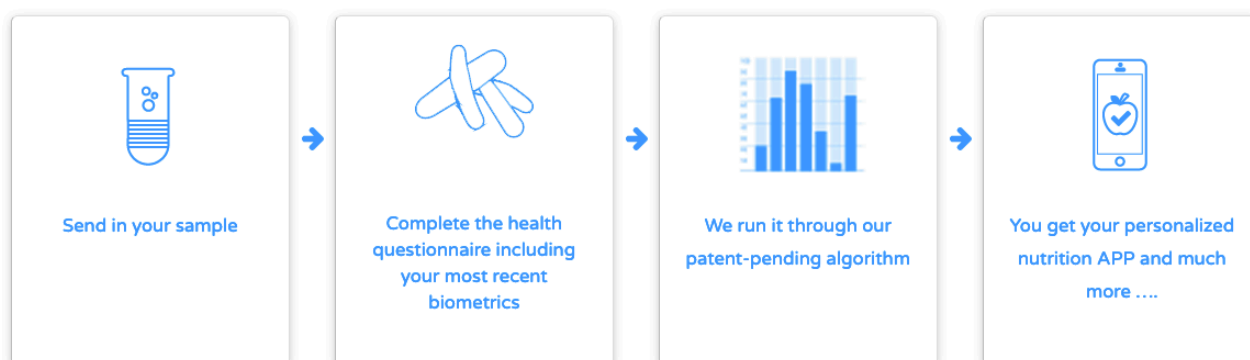 Send in your sample
Complete the health
questionnaire including
your most recent
biometrics
We run it through our
patent-pending algorithm
You get your personalized
nutrition APP and much
more ....